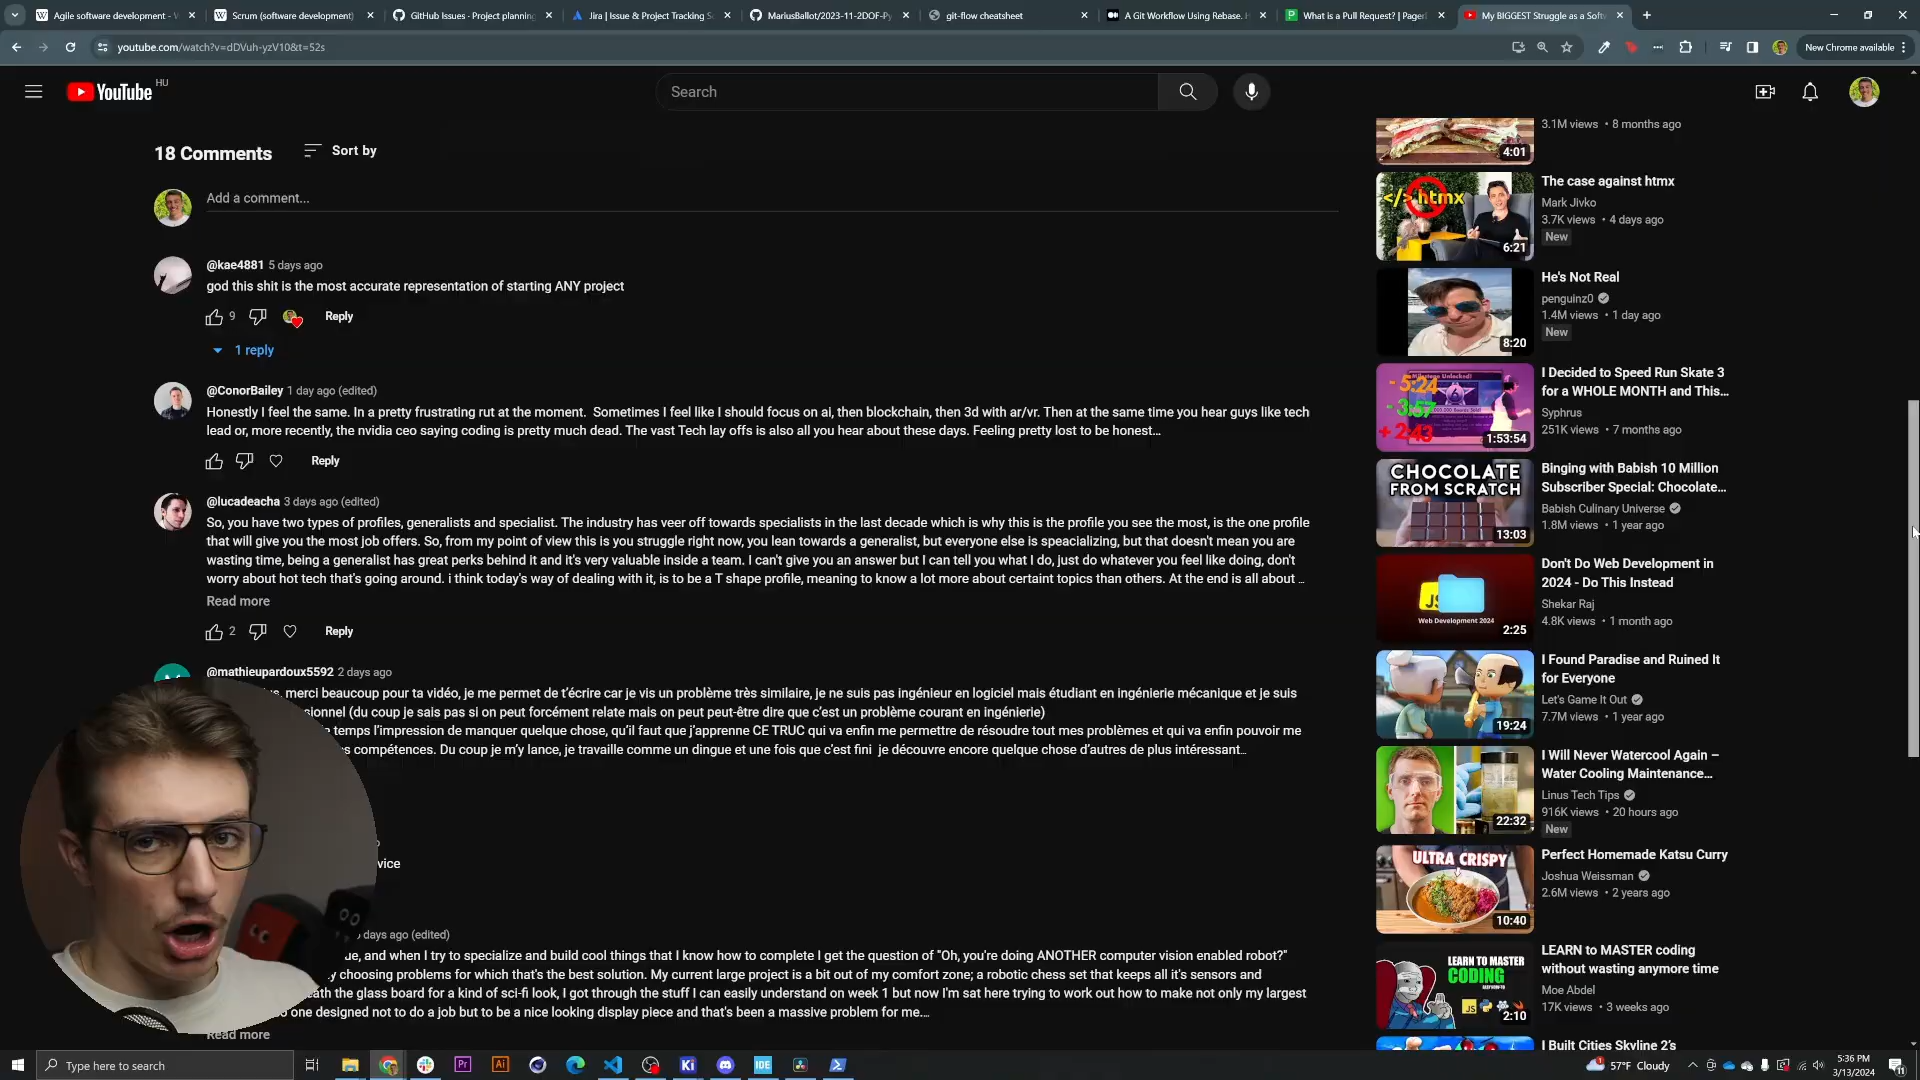 Agile software development - W
Scrum (software development)
GitHub Issues · Project planning
Jira | Issue & Project Tracking S
MariusBallot/2023-11-2DOF-Py
git-flow cheatsheet
A Git Workflow Using Rebase. H
What is a Pull Request? | Pager
My BIGGEST Struggle as a Softw
youtube.com/watch?v=dDVuh-yzV10&t=52s
New Chrome available
YouTube HU
Search
18 Comments
Sort by
Add a comment...
@kae4881 5 days ago
god this shit is the most accurate representation of starting ANY project
9
Reply
1 reply
@ConorBailey 1 day ago (edited)
Honestly I feel the same. In a pretty frustrating rut at the moment.  Sometimes I feel like I should focus on ai, then blockchain, then 3d with ar/vr. Then at the same time you hear guys like tech
lead or, more recently, the nvidia ceo saying coding is pretty much dead. The vast Tech lay offs is also all you hear about these days. Feeling pretty lost to be honest...
Reply
@lucadeacha 3 days ago (edited)
So, you have two types of profiles, generalists and specialist. The industry has veer off towards specialists in the last decade which is why this is the profile you see the most, is the one profile
that will give you the most job offers. So, from my point of view this is you struggle right now, you lean towards a generalist, but everyone else is speacializing, but that doesn't mean you are
wasting time, being a generalist has great perks behind it and it's very valuable inside a team. I can't give you an answer but I can tell you what I do, just do whatever you feel like doing, don't
worry about hot tech that's going around. i think today's way of dealing with it, is to be a T shape profile, meaning to know a lot more about certaint topics than others. At the end is all about ...
Read more
2
Reply
@mathieupardoux5592 2 days ago
merci beaucoup pour ta vidéo, je me permet de t'écrire car je vis un problème très similaire, je ne suis pas ingénieur en logiciel mais étudiant en ingénierie mécanique et je suis
sionnel (du coup je sais pas si on peut forcément relate mais on peut peut-être dire que c'est un problème courant en ingénierie)
temps l'impression de manquer quelque chose, qu'il faut que j'apprenne CE TRUC qui va enfin me permettre de résoudre tout mes problèmes et qui va enfin pouvoir me
s compétences. Du coup je m'y lance, je travaille comme un dingue et une fois que c'est fini  je découvre encore quelque chose d'autres de plus intéressant...
vice
days ago (edited)
ue, and when I try to specialize and build cool things that I know how to complete I get the question of "Oh, you're doing ANOTHER computer vision enabled robot?"
y choosing problems for which that's the best solution. My current large project is a bit out of my comfort zone; a robotic chess set that keeps all it's sensors and
eath the glass board for a kind of sci-fi look, I got through the stuff I can easily understand on week 1 but now I'm sat here trying to work out how to make not only my largest
one designed not to do a job but to be a nice looking display piece and that's been a massive problem for me....
Read more
4:01
3.1M views • 8 months ago
</> htmx
6:21
The case against htmx
Mark Jivko
3.7K views • 4 days ago
New
8:20
He's Not Real
penguinz0
1.4M views • 1 day ago
New
Milestone Unlocked!
- 5:24
- 3:57
+ 2:43
1:53:54
I Decided to Speed Run Skate 3
for a WHOLE MONTH and This...
Syphrus
251K views • 7 months ago
CHOCOLATE
FROM SCRATCH
13:03
Binging with Babish 10 Million
Subscriber Special: Chocolate...
Babish Culinary Universe
1.8M views • 1 year ago
JS
Web Development 2024
2:25
Don't Do Web Development in
2024 - Do This Instead
Shekar Raj
4.8K views • 1 month ago
19:24
I Found Paradise and Ruined It
for Everyone
Let's Game It Out
7.7M views • 1 year ago
22:32
I Will Never Watercool Again –
Water Cooling Maintenance...
Linus Tech Tips
916K views • 20 hours ago
New
ULTRA CRISPY
10:40
Perfect Homemade Katsu Curry
Joshua Weissman
2.6M views • 2 years ago
LEARN TO MASTER
CODING
JS
2:10
LEARN to MASTER coding
without wasting anymore time
Moe Abdel
17K views • 3 weeks ago
I Built Cities Skyline 2's
Type here to search
Pr
Ai
Ki
IDE
1
57°F Cloudy
5:36 PM
3/13/2024
11